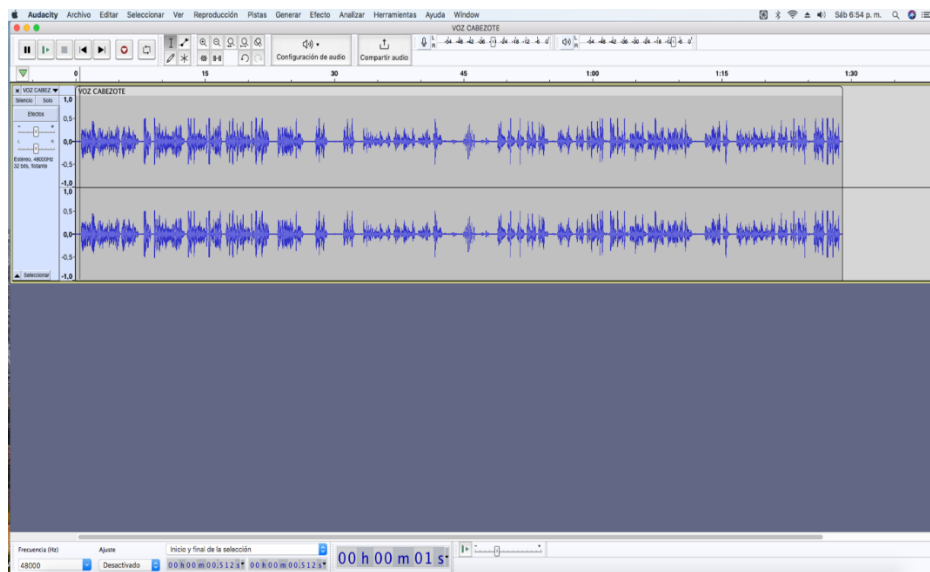 Audacity Archivo Editar Seleccionar Ver Reproducción Pistas Generar Efecto Analizar Herramientas Ayuda Window Sáb 6:54 p. m.
VOZ CABEZOTE
Configuración de audio Compartir audio
0 15 30 45 1:00 1:15 1:30
VOZ CABEZ VOZ CABEZOTE
Silencio Solo 1,0
Efectos 0,5
0,0
Estéreo, 48000Hz -0,5
32 bits, flotante
-1,0
1,0
0,5
0,0
-0,5
Seleccionar -1,0
Frecuencia (Hz) Ajuste Inicio y final de la selección
48000 Desactivado 00 h 00 m 00.512 s 00 h 00 m 00.512 s 00 h 00 m 01 s